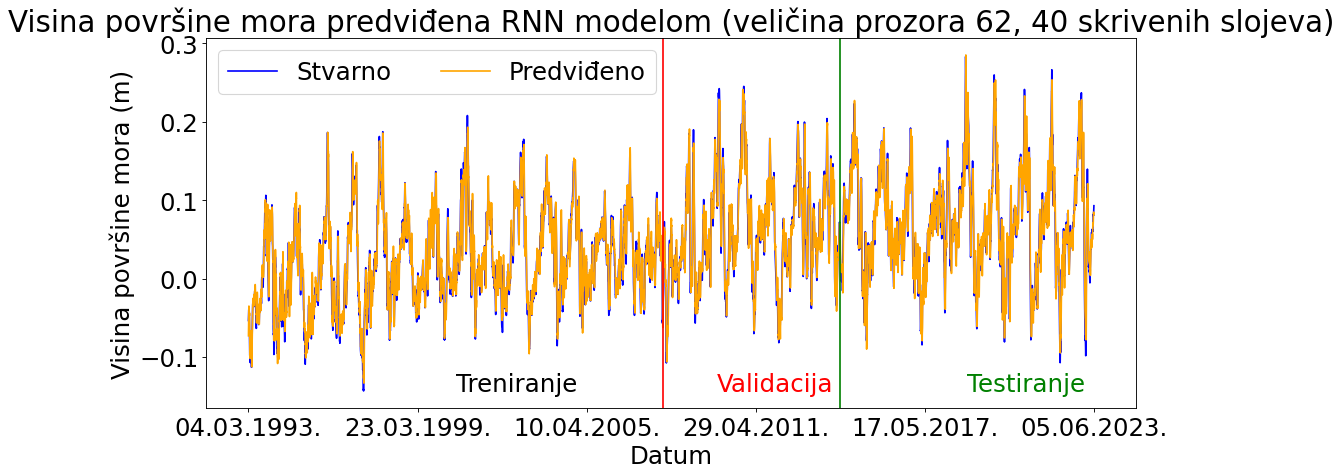 Visina površine mora predviđena RNN modelom (veličina prozora 62, 40 skrivenih slojeva)
Stvarno
Predviđeno
Visina površine mora (m)
0.3
0.2
0.1
0.0
−0.1
Treniranje
Validacija
Testiranje
04.03.1993.
23.03.1999.
10.04.2005.
29.04.2011.
17.05.2017.
05.06.2023.
Datum